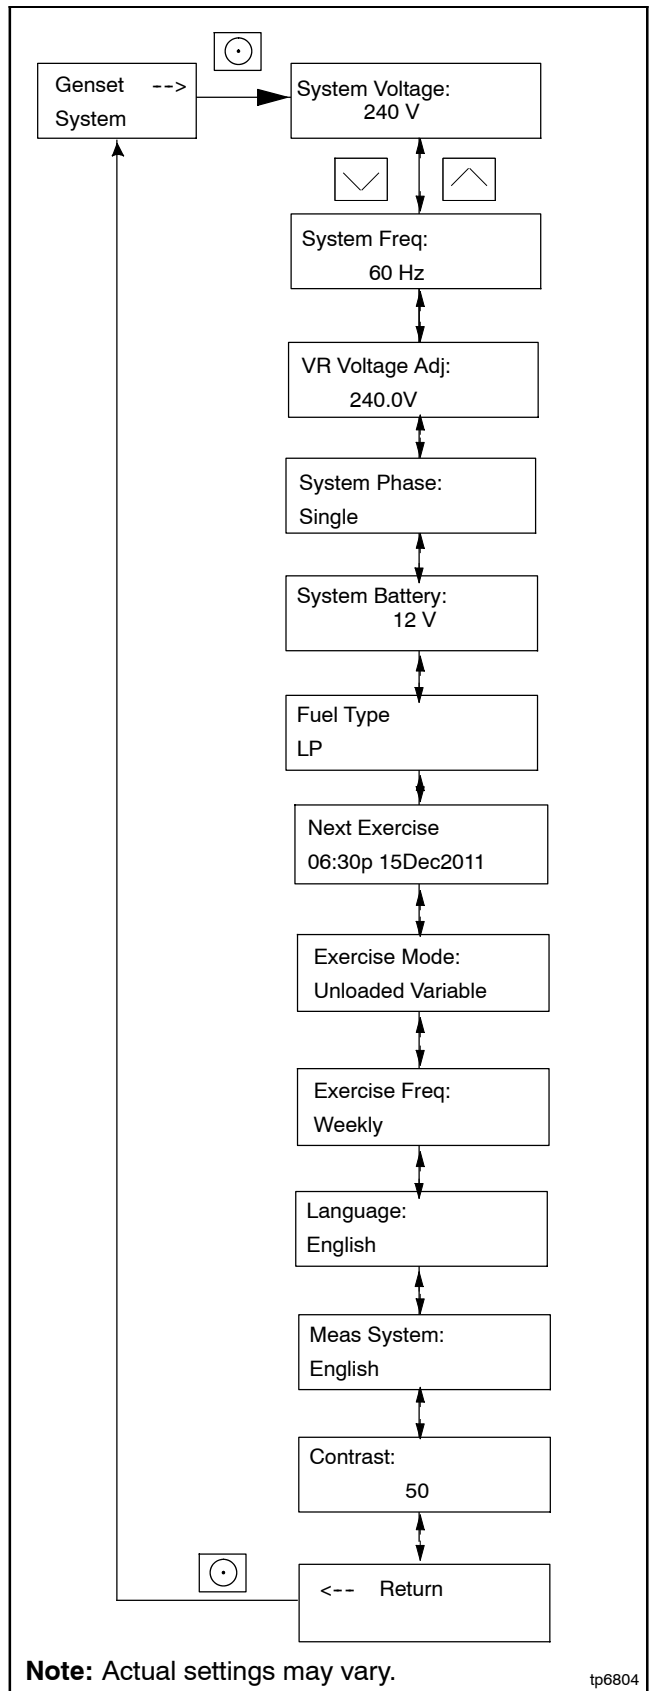 Genset -->
System
System Voltage:
240 V
System Freq:
60 Hz
VR Voltage Adj:
240.0V
System Phase:
Single
System Battery:
12 V
Fuel Type
LP
Next Exercise
06:30p 15Dec2011
Exercise Mode:
Unloaded Variable
Exercise Freq:
Weekly
Language:
English
Meas System:
English
Contrast:
50
<-- Return
Note: Actual settings may vary.
tp6804